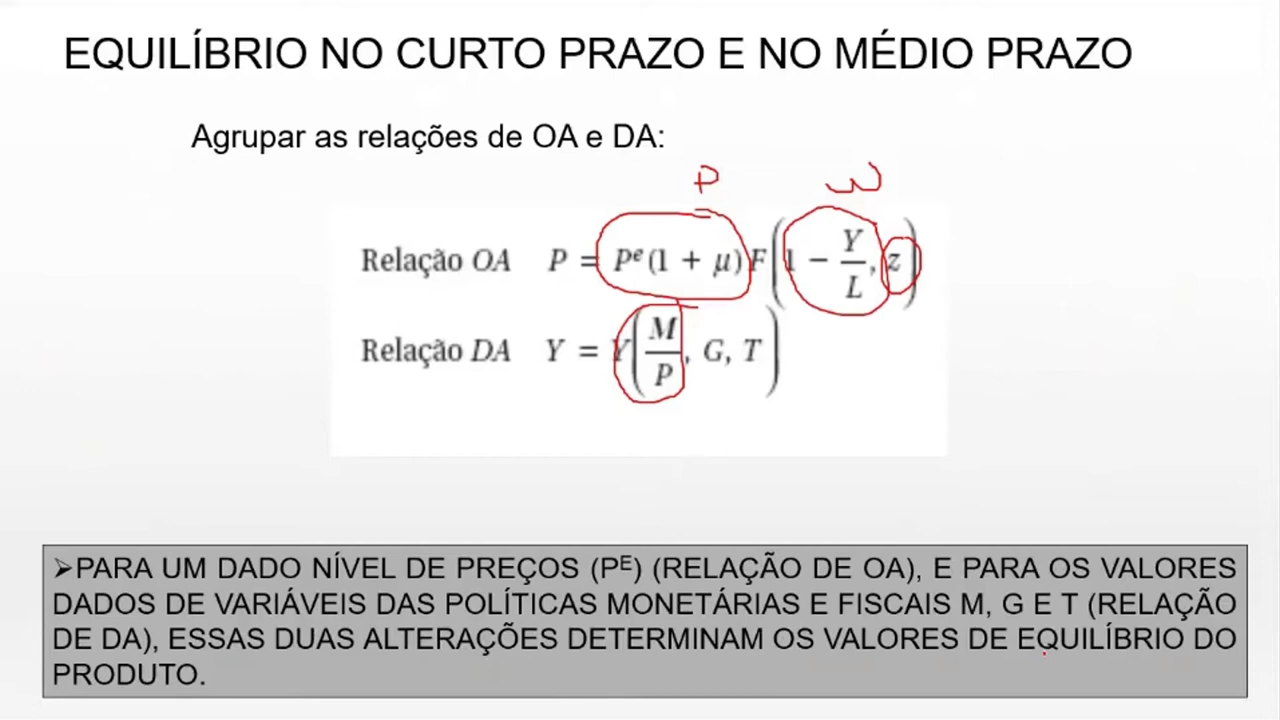 EQUILÍBRIO NO CURTO PRAZO E NO MÉDIO PRAZO
Agrupar as relações de OA e DA:
P W
Relação OA P = Pᵉ(1 + μ) F(1 − Y/L, z)
Relação DA Y = Y(M/P, G, T)
➢PARA UM DADO NÍVEL DE PREÇOS (Pᴱ) (RELAÇÃO DE OA), E PARA OS VALORES
DADOS DE VARIÁVEIS DAS POLÍTICAS MONETÁRIAS E FISCAIS M, G E T (RELAÇÃO
DE DA), ESSAS DUAS ALTERAÇÕES DETERMINAM OS VALORES DE EQUILÍBRIO DO
PRODUTO.